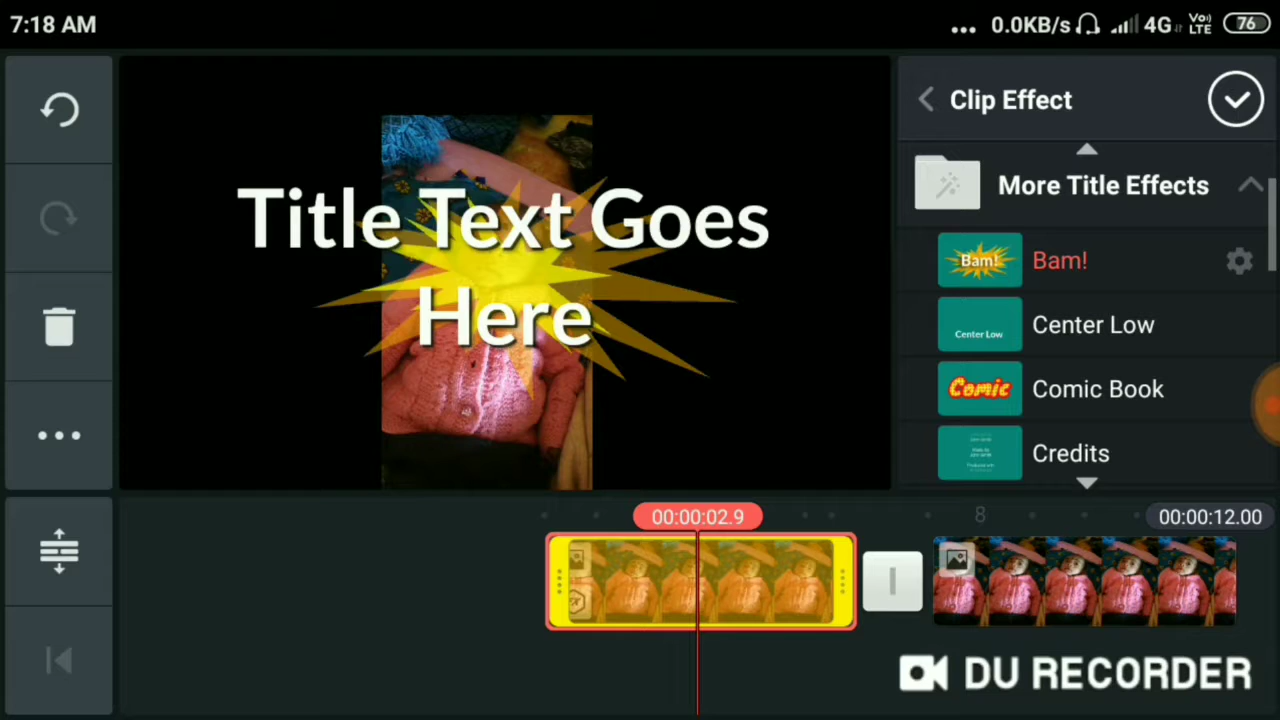 7:18 AM
... 0.0KB/s 4G Vo) LTE 76
Clip Effect
More Title Effects
Title Text Goes
Here
Bam! Bam!
Center Low Center Low
Comic Comic Book
Credits
00:00:02.9
8
00:00:12.00
DU RECORDER